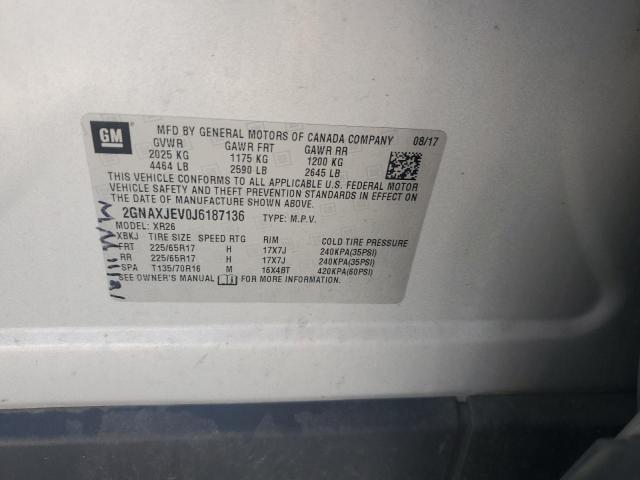 GM
MFD BY GENERAL MOTORS OF CANADA COMPANY 08/17
GVWR GAWR FRT GAWR RR
2025 KG 1175 KG 1200 KG
4464 LB 2590 LB 2645 LB
THIS VEHICLE CONFORMS TO ALL APPLICABLE U.S. FEDERAL MOTOR
VEHICLE SAFETY AND THEFT PREVENTION STANDARDS IN EFFECT ON
THE DATE OF MANUFACTURE SHOWN ABOVE.
2GNAXJEV0J6187136 TYPE: M.P.V.
MODEL: XR26
XBKJ TIRE SIZE SPEED RTG RIM COLD TIRE PRESSURE
FRT 225/65R17 H 17X7J 240KPA(35PSI)
RR 225/65R17 H 17X7J 240KPA(35PSI)
SPA T135/70R16 M 16X4BT 420KPA(60PSI)
SEE OWNER'S MANUAL FOR MORE INFORMATION.